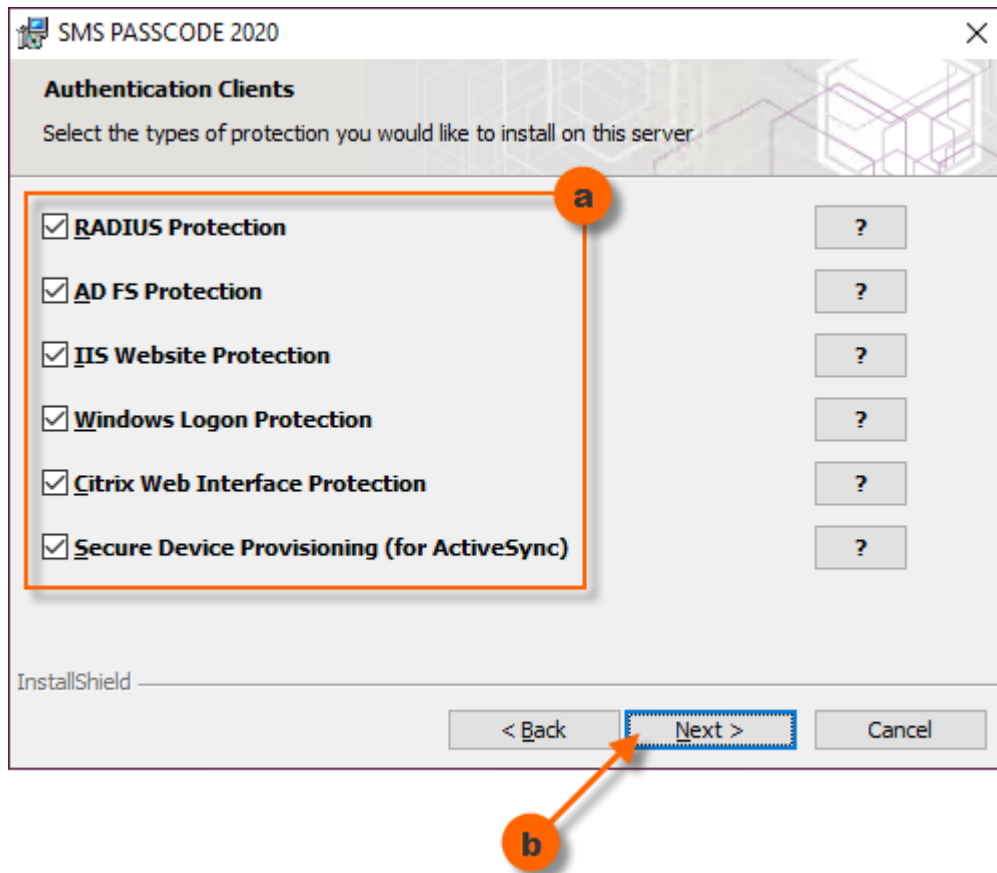 SMS PASSCODE 2020
Authentication Clients
Select the types of protection you would like to install on this server
a
RADIUS Protection ?
AD FS Protection ?
IIS Website Protection ?
Windows Logon Protection ?
Citrix Web Interface Protection ?
Secure Device Provisioning (for ActiveSync) ?
InstallShield
< Back Next > Cancel
b